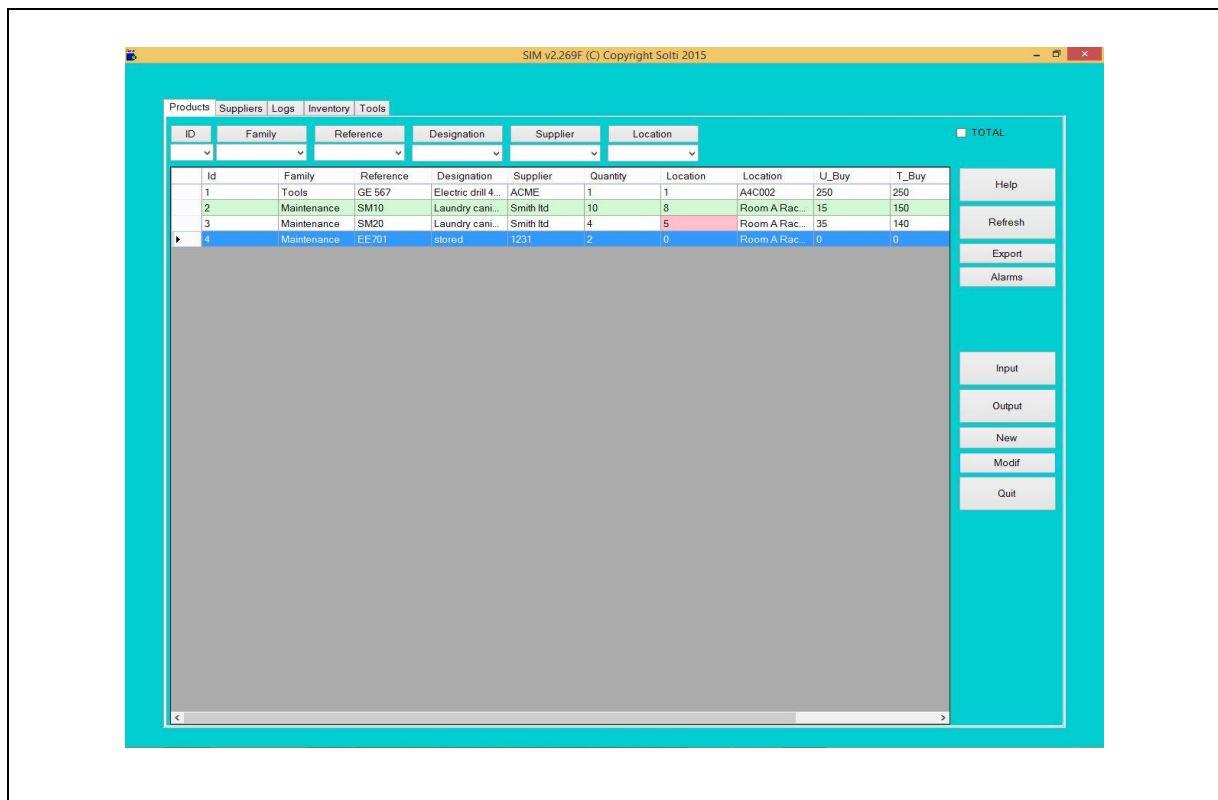 SIM v2.269F (C) Copyright Solti 2015
Products Suppliers Logs Inventory Tools
ID Family Reference Designation Supplier Location TOTAL
Id Family Reference Designation Supplier Quantity Location Location U_Buy T_Buy
1 Tools GE 567 Electric drill 4... ACME 1 1 A4C002 250 250
2 Maintenance SM10 Laundry cani... Smith ltd 10 8 Room A Rac... 15 150
3 Maintenance SM20 Laundry cani... Smith ltd 4 5 Room A Rac... 35 140
4 Maintenance EE701 stored 1231 2 0 Room A Rac... 0 0
Help
Refresh
Export
Alarms
Input
Output
New
Modif
Quit